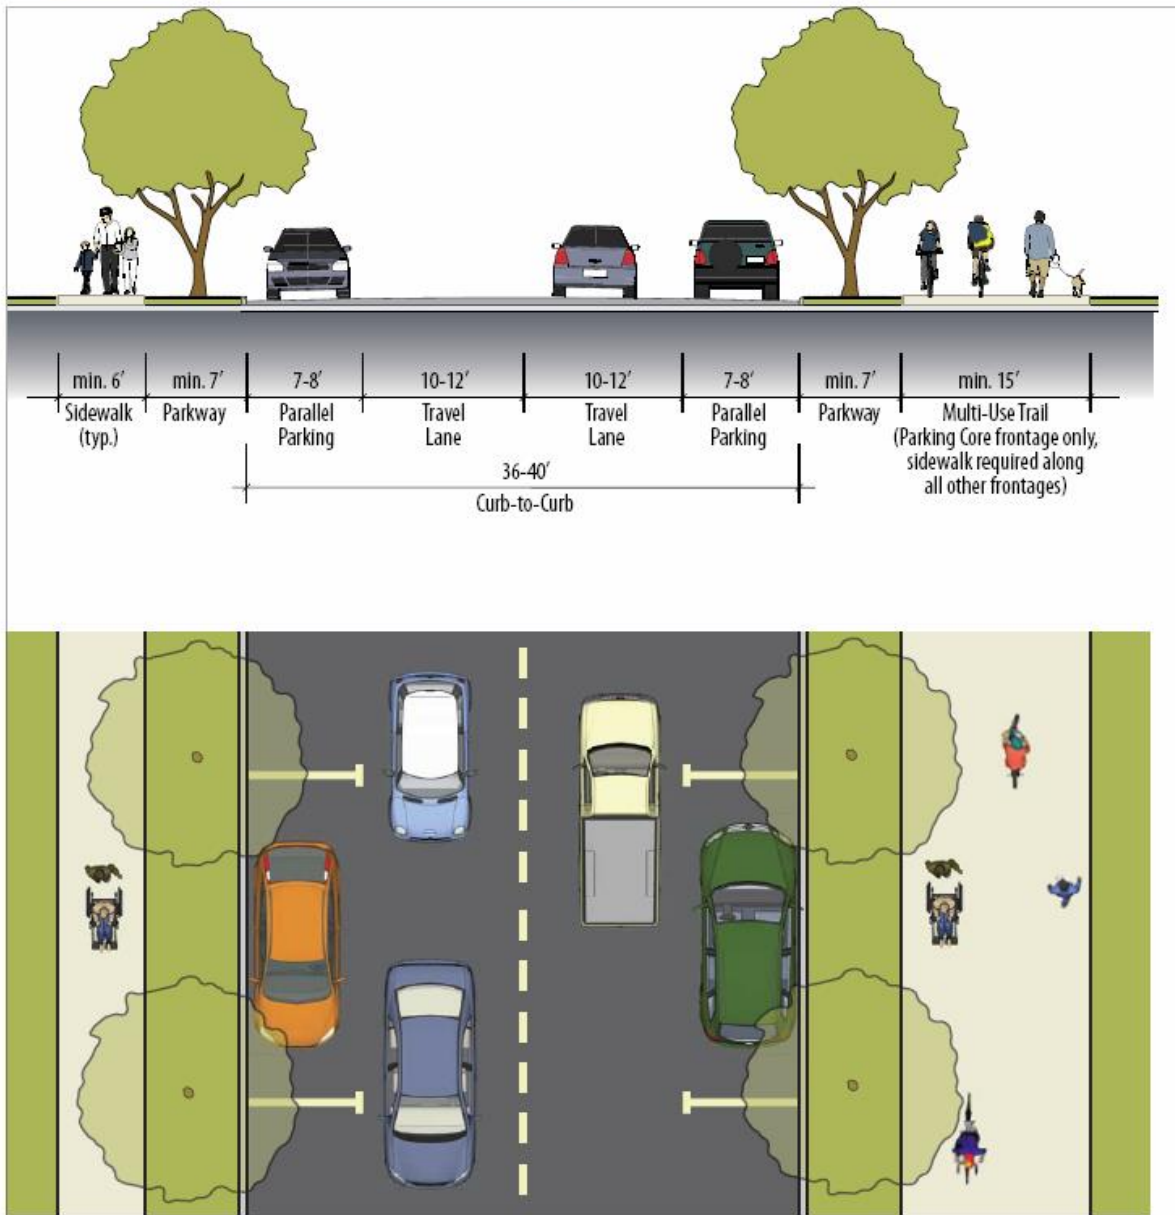 min. 6′
min. 7′
7-8′
10-12′
10-12′
7-8′
min. 7′
min. 15′
Sidewalk
(typ.)
Parkway
Parallel
Parking
Travel
Lane
Travel
Lane
Parallel
Parking
Parkway
Multi-Use Trail
(Parking Core frontage only,
sidewalk required along
all other frontages)
36-40′
Curb-to-Curb